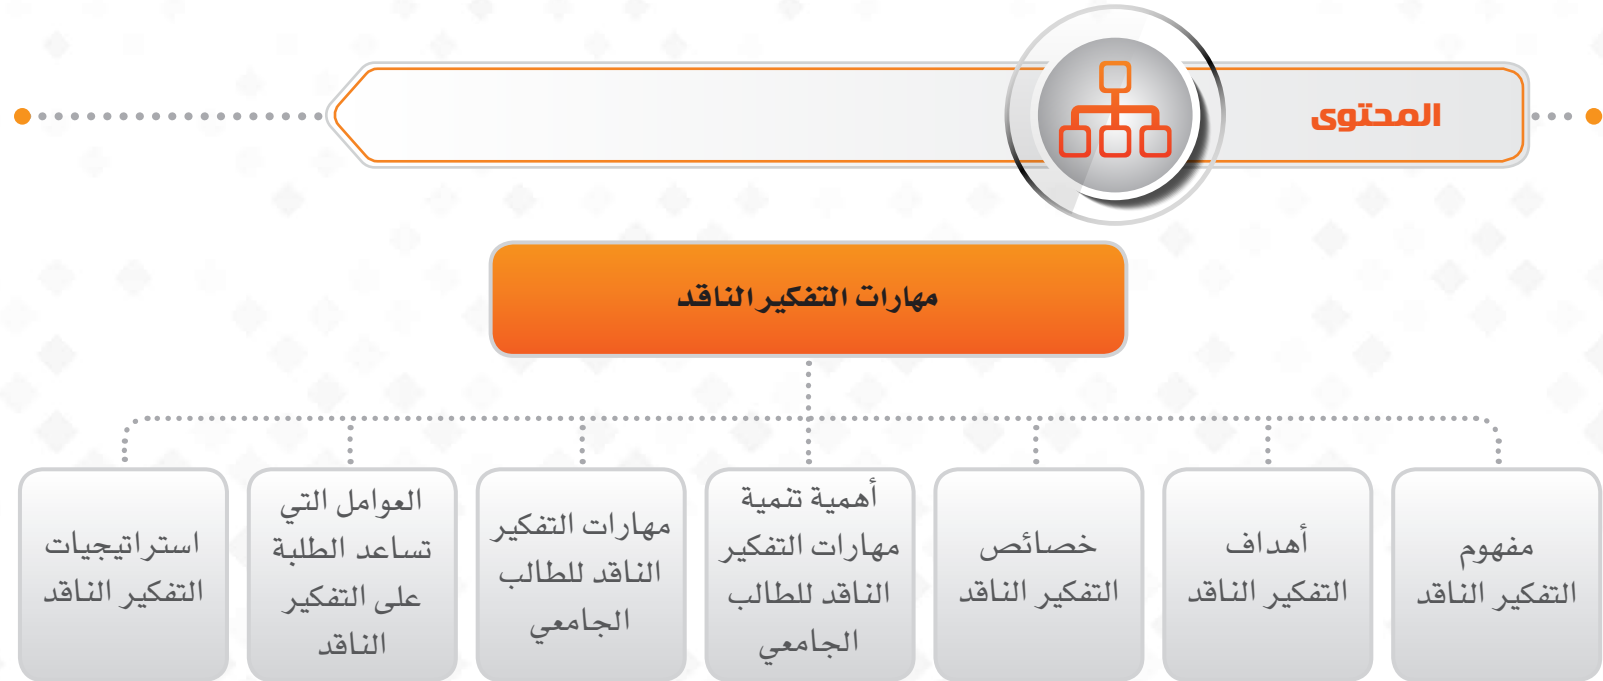 المحتوى
مهارات التفكير الناقد
مفهوم
التفكير الناقد
أهداف
التفكير الناقد
خصائص
التفكير الناقد
أهمية تنمية
مهارات التفكير
الناقد للطالب
الجامعي
مهارات التفكير
الناقد للطالب
الجامعي
العوامل التي
تساعد الطلبة
على التفكير
الناقد
استراتيجيات
التفكير الناقد